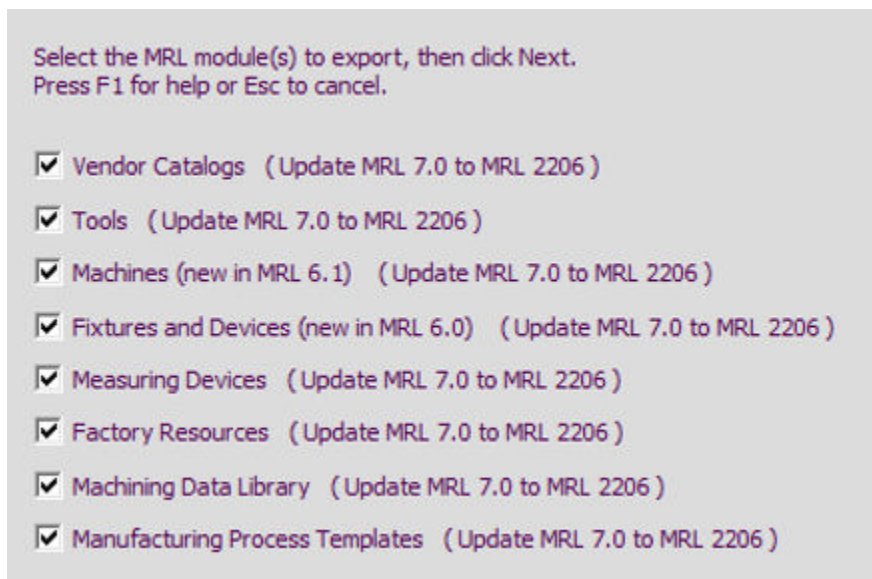 Select the MRL module(s) to export, then click Next.
Press F1 for help or Esc to cancel.
Vendor Catalogs ( Update MRL 7.0 to MRL 2206 )
Tools ( Update MRL 7.0 to MRL 2206 )
Machines (new in MRL 6.1) ( Update MRL 7.0 to MRL 2206 )
Fixtures and Devices (new in MRL 6.0) ( Update MRL 7.0 to MRL 2206 )
Measuring Devices ( Update MRL 7.0 to MRL 2206 )
Factory Resources ( Update MRL 7.0 to MRL 2206 )
Machining Data Library ( Update MRL 7.0 to MRL 2206 )
Manufacturing Process Templates ( Update MRL 7.0 to MRL 2206 )